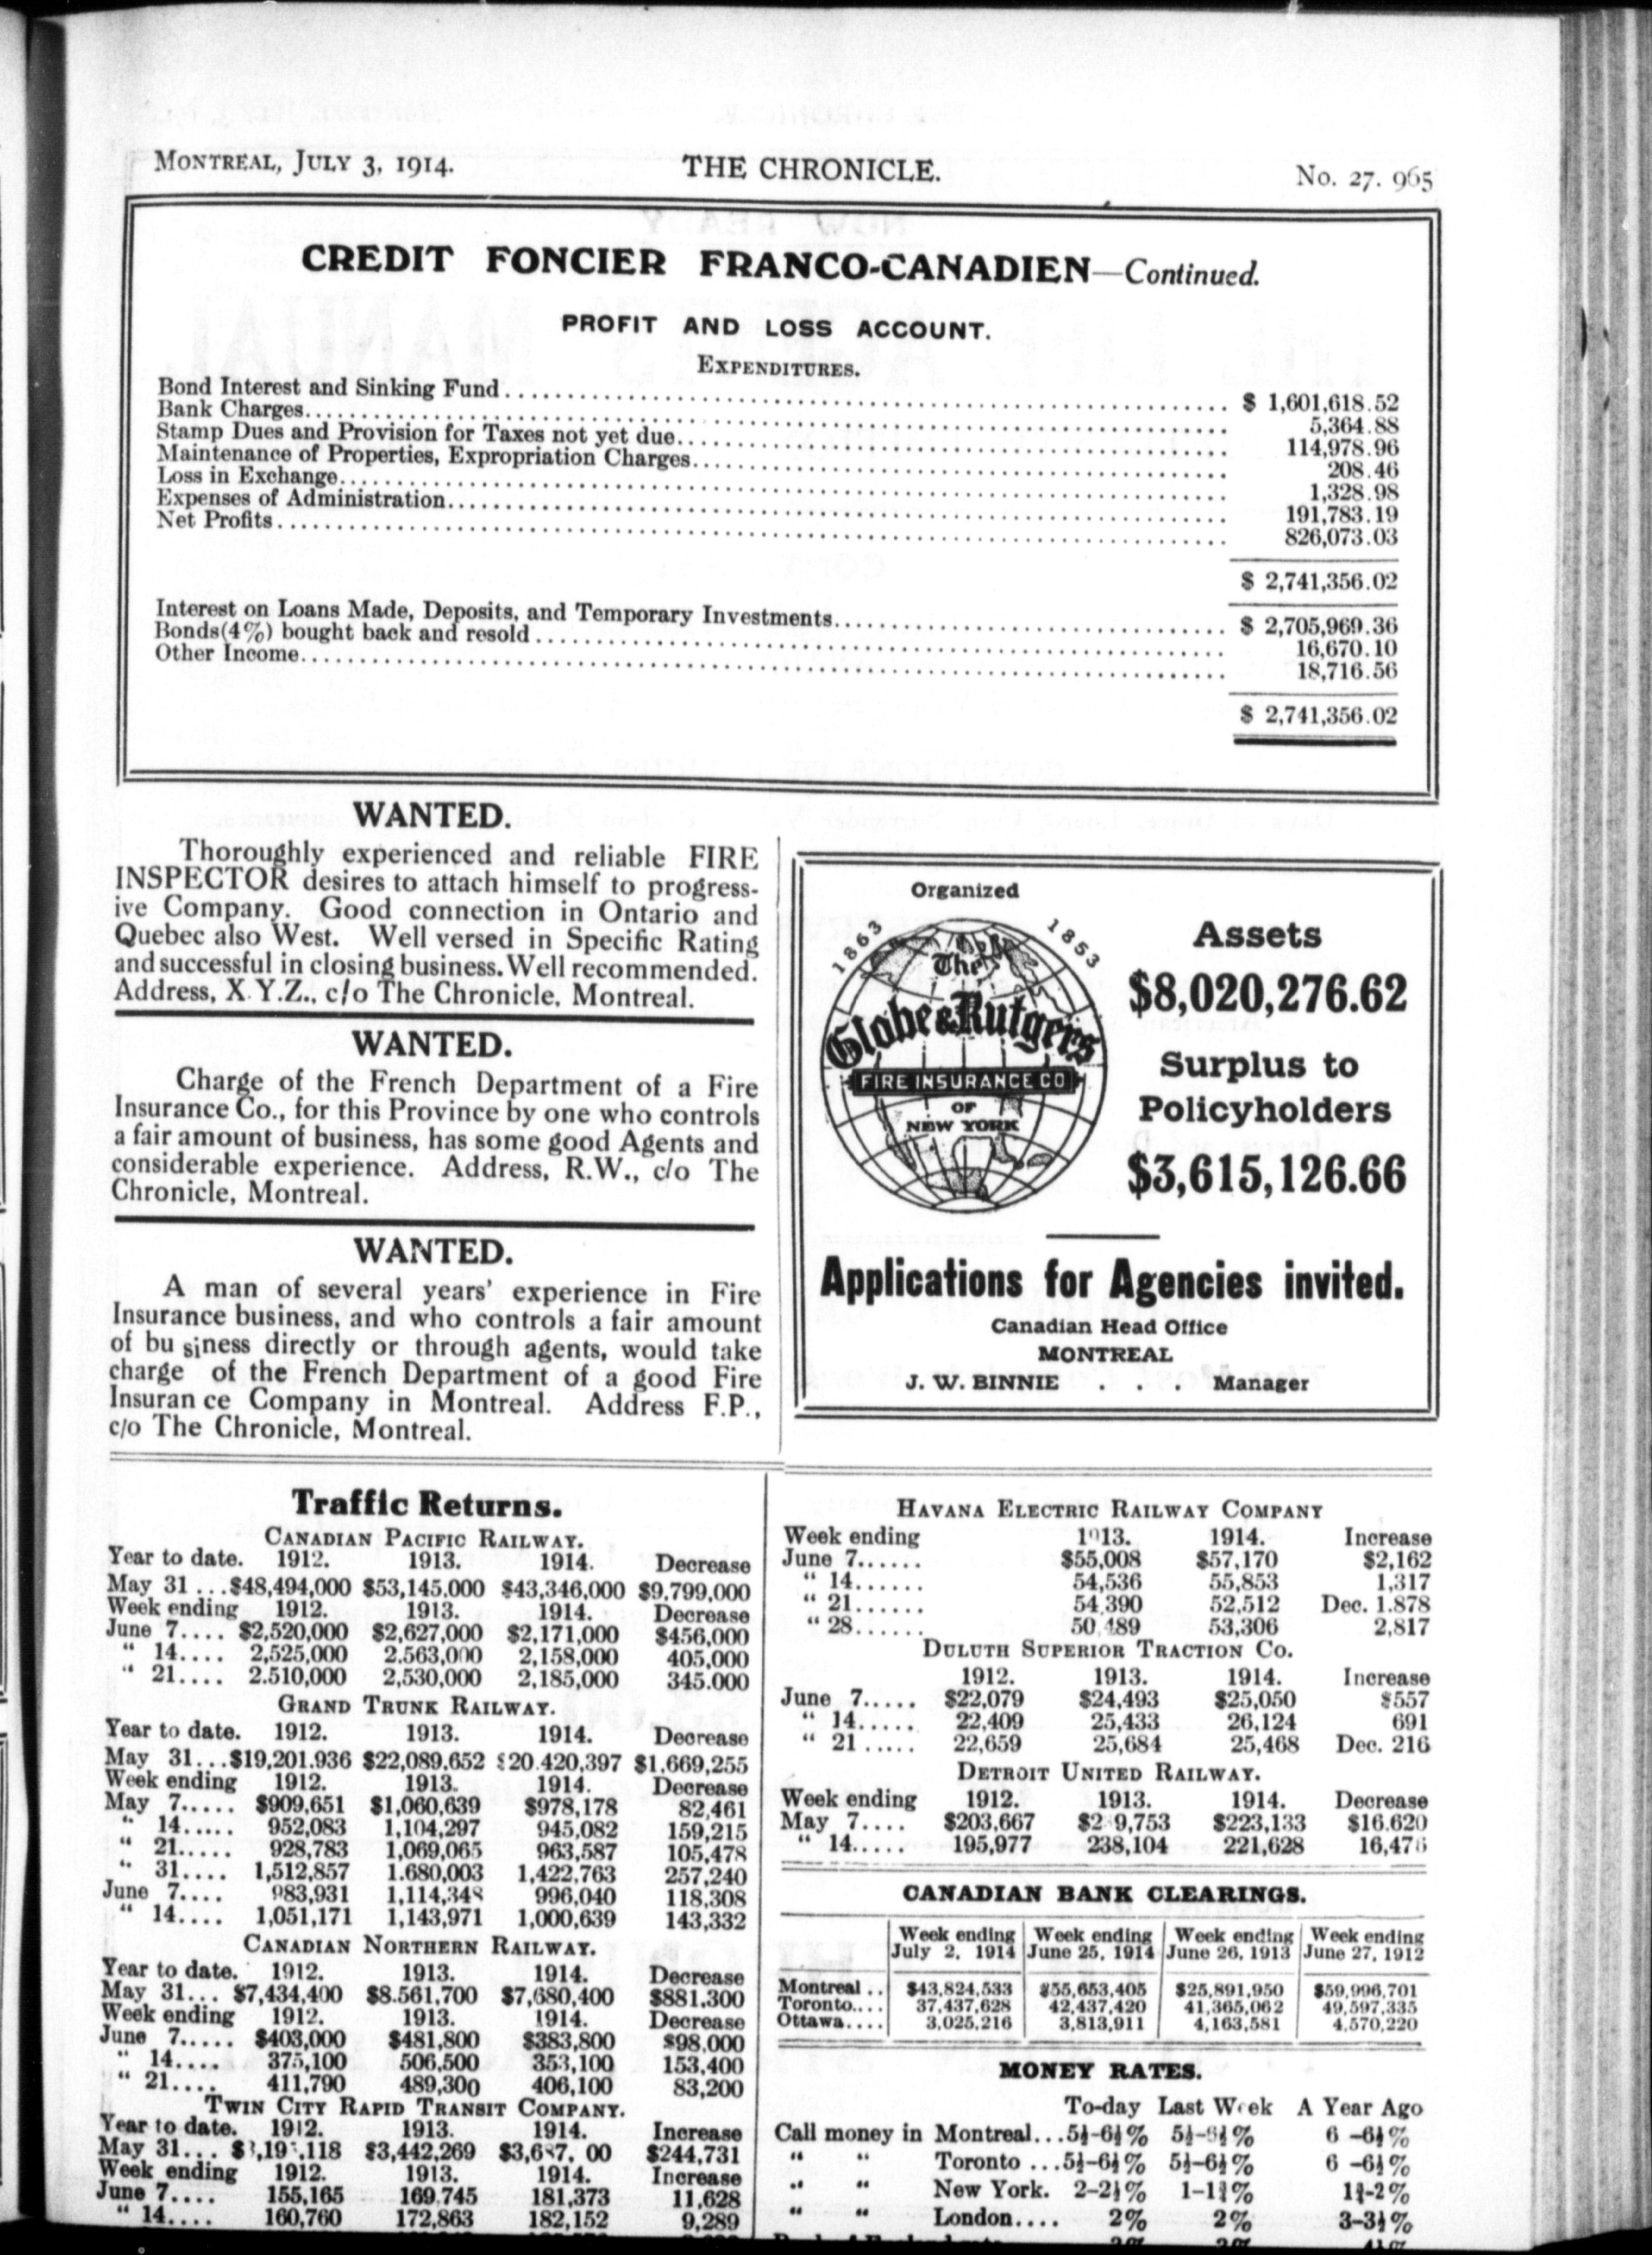 MONTREAL, JULY 3, 1914. THE CHRONICLE. No. 27. 965
CREDIT FONCIER FRANCO-CANADIEN—Continued.
PROFIT AND LOSS ACCOUNT.
EXPENDITURES.
Bond Interest and Sinking Fund.......... $ 1,601,618.52
Bank Charges.......... 5,364.88
Stamp Dues and Provision for Taxes not yet due.......... 114,978.96
Maintenance of Properties, Expropriation Charges.......... 208.46
Loss in Exchange.......... 1,328.98
Expenses of Administration.......... 191,783.19
Net Profits.......... 826,073.03
$ 2,741,356.02
Interest on Loans Made, Deposits, and Temporary Investments.......... $ 2,705,969.36
Bonds(4%) bought back and resold.......... 16,670.10
Other Income.......... 18,716.56
$ 2,741,356.02
WANTED.
Thoroughly experienced and reliable FIRE
INSPECTOR desires to attach himself to progress-
ive Company. Good connection in Ontario and
Quebec also West. Well versed in Specific Rating
and successful in closing business. Well recommended.
Address, X.Y.Z., c/o The Chronicle, Montreal.
WANTED.
Charge of the French Department of a Fire
Insurance Co., for this Province by one who controls
a fair amount of business, has some good Agents and
considerable experience. Address, R.W., c/o The
Chronicle, Montreal.
WANTED.
A man of several years' experience in Fire
Insurance business, and who controls a fair amount
of bu siness directly or through agents, would take
charge of the French Department of a good Fire
Insuran ce Company in Montreal. Address F.P.,
c/o The Chronicle, Montreal.
Organized
1863 1853
The
Globe & Rutgers
FIRE INSURANCE CO
OF
NEW YORK
Assets
$8,020,276.62
Surplus to
Policyholders
$3,615,126.66
Applications for Agencies invited.
Canadian Head Office
MONTREAL
J. W. BINNIE . . . Manager
Traffic Returns.
CANADIAN PACIFIC RAILWAY.
Year to date. 1912. 1913. 1914. Decrease
May 31 ...$48,494,000 $53,145,000 $43,346,000 $9,799,000
Week ending 1912. 1913. 1914. Decrease
June 7.... $2,520,000 $2,627,000 $2,171,000 $456,000
" 14.... 2,525,000 2,563,000 2,158,000 405,000
" 21.... 2,510,000 2,530,000 2,185,000 345,000
GRAND TRUNK RAILWAY.
Year to date. 1912. 1913. 1914. Decrease
May 31...$19,201,936 $22,089,652 $20,420,397 $1,669,255
Week ending 1912. 1913. 1914. Decrease
May 7..... $909,651 $1,060,639 $978,178 82,461
" 14..... 952,083 1,104,297 945,082 159,215
" 21..... 928,783 1,069,065 963,587 105,478
" 31.... 1,512,857 1,680,003 1,422,763 257,240
June 7.... 983,931 1,114,348 996,040 118,308
" 14.... 1,051,171 1,143,971 1,000,639 143,332
CANADIAN NORTHERN RAILWAY.
Year to date. 1912. 1913. 1914. Decrease
May 31... $7,434,400 $8,561,700 $7,680,400 $881,300
Week ending 1912. 1913. 1914. Decrease
June 7..... $403,000 $481,800 $383,800 $98,000
" 14.... 375,100 506,500 353,100 153,400
" 21.... 411,790 489,300 406,100 83,200
TWIN CITY RAPID TRANSIT COMPANY.
Year to date. 1912. 1913. 1914. Increase
May 31... $3,442,269 $244,731
Week ending 1912. 1913. 1914. Increase
June 7.... 155,165 169,745 181,373 11,628
" 14.... 160,760 172,863 182,152 9,289
HAVANA ELECTRIC RAILWAY COMPANY
Week ending 1913. 1914. Increase
June 7...... $55,008 $57,170 $2,162
" 14...... 54,536 55,853 1,317
" 21...... 54,390 52,512 Dec. 1,878
" 28...... 50,489 53,306 2,817
DULUTH SUPERIOR TRACTION CO.
1912. 1913. 1914. Increase
June 7..... $22,079 $24,493 $25,050 $557
" 14..... 22,409 25,433 26,124 691
" 21 ..... 22,659 25,684 25,468 Dec. 216
DETROIT UNITED RAILWAY.
Week ending 1912. 1913. 1914. Decrease
May 7.... $203,667 $223,133 $16,620
" 14..... 195,977 238,104 221,628 16,476
CANADIAN BANK CLEARINGS.
Week ending Week ending Week ending Week ending
July 2, 1914 June 25, 1914 June 26, 1913 June 27, 1912
Montreal .. $43,824,533 $55,653,405 $25,891,950 $59,996,701
Toronto.... 37,437,628 42,437,420 41,365,062 49,597,335
Ottawa.... 3,025,216 3,813,911 4,163,581 4,570,220
MONEY RATES.
To-day Last Week A Year Ago
Call money in Montreal...
" " Toronto ...
" " New York.
" " London.... 2% 2%